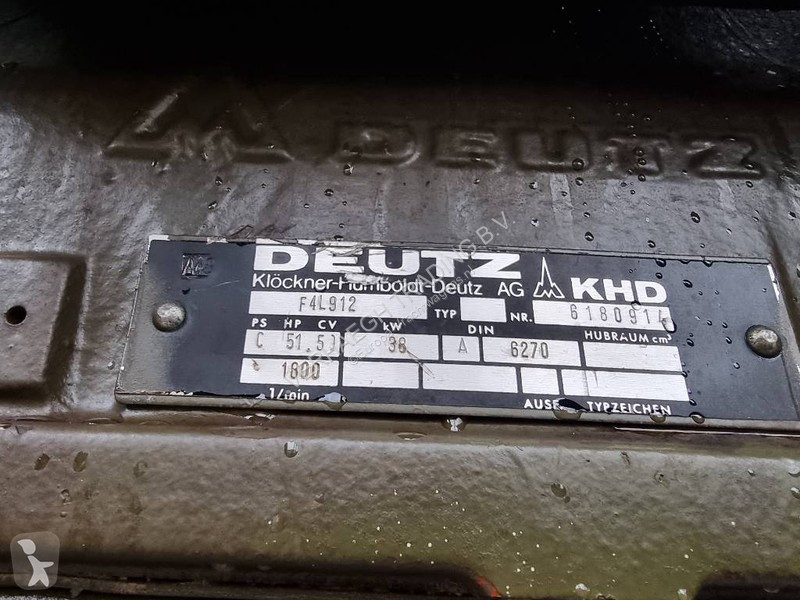 DEUTZ
DEUTZ
Klöckner-Humboldt-Deutz AG KHD
F4L912 TYP NR. 6180914
PS HP CV kW DIN HUBRAUM cm³
C 51.50 38 A 6270
1800
1/min AUSF. TYPZEICHEN